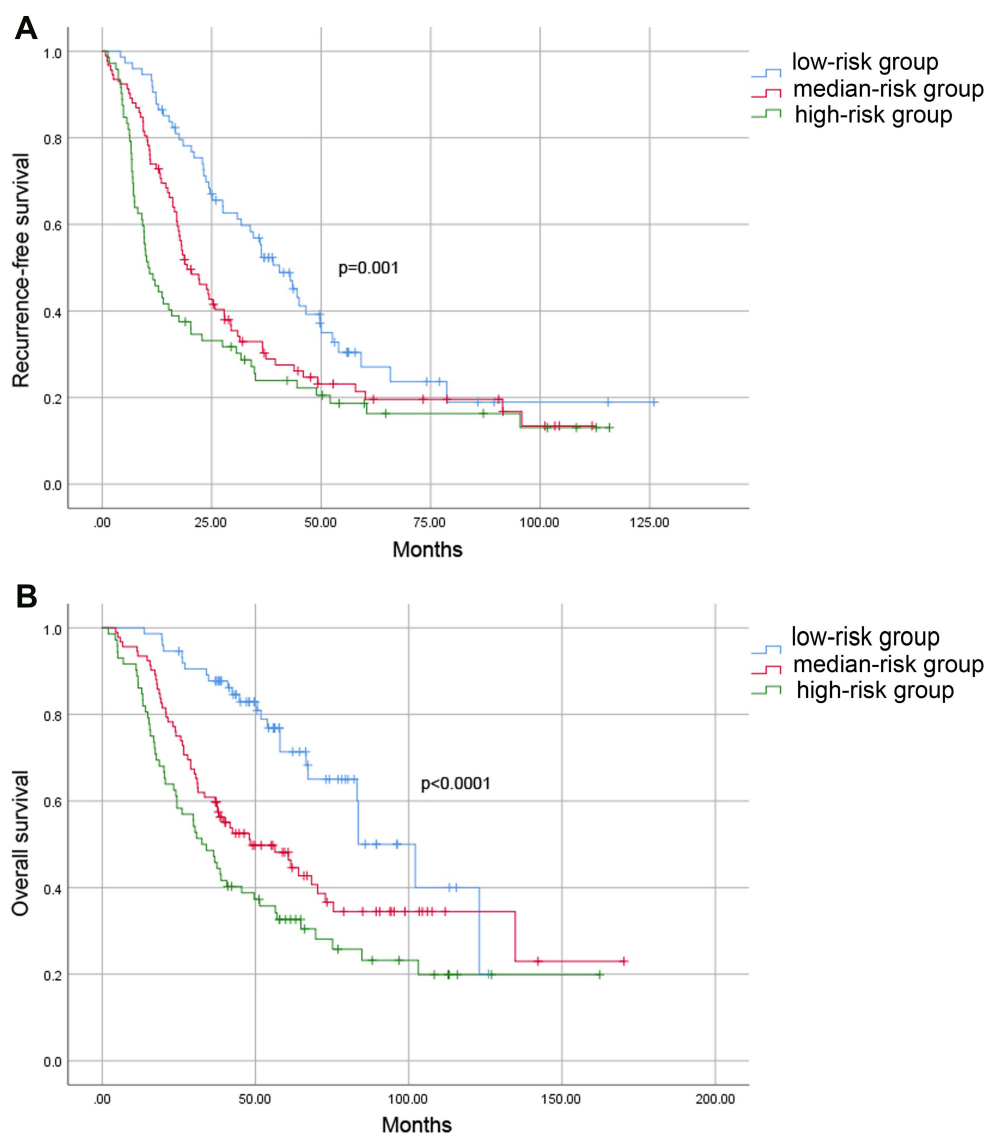 A
1.0
0.8
0.6
0.4
0.2
0.0
Recurrence-free survival
p=0.001
low-risk group
median-risk group
high-risk group
.00 25.00 50.00 75.00 100.00 125.00
Months
B
1.0
0.8
0.6
0.4
0.2
0.0
Overall survival
p<0.0001
low-risk group
median-risk group
high-risk group
.00 50.00 100.00 150.00 200.00
Months